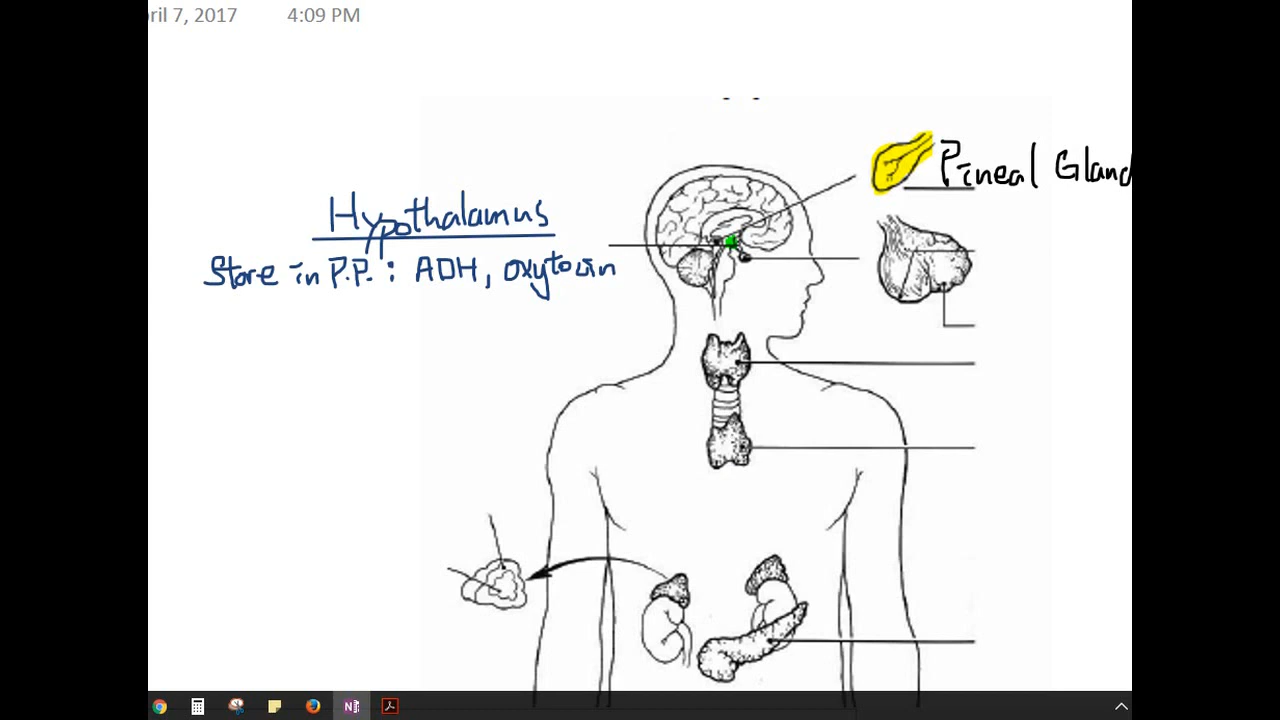 ril 7, 2017 4:09 PM
Pineal Gland
Hypothalamus
Store in P.P. : ADH, oxytocin